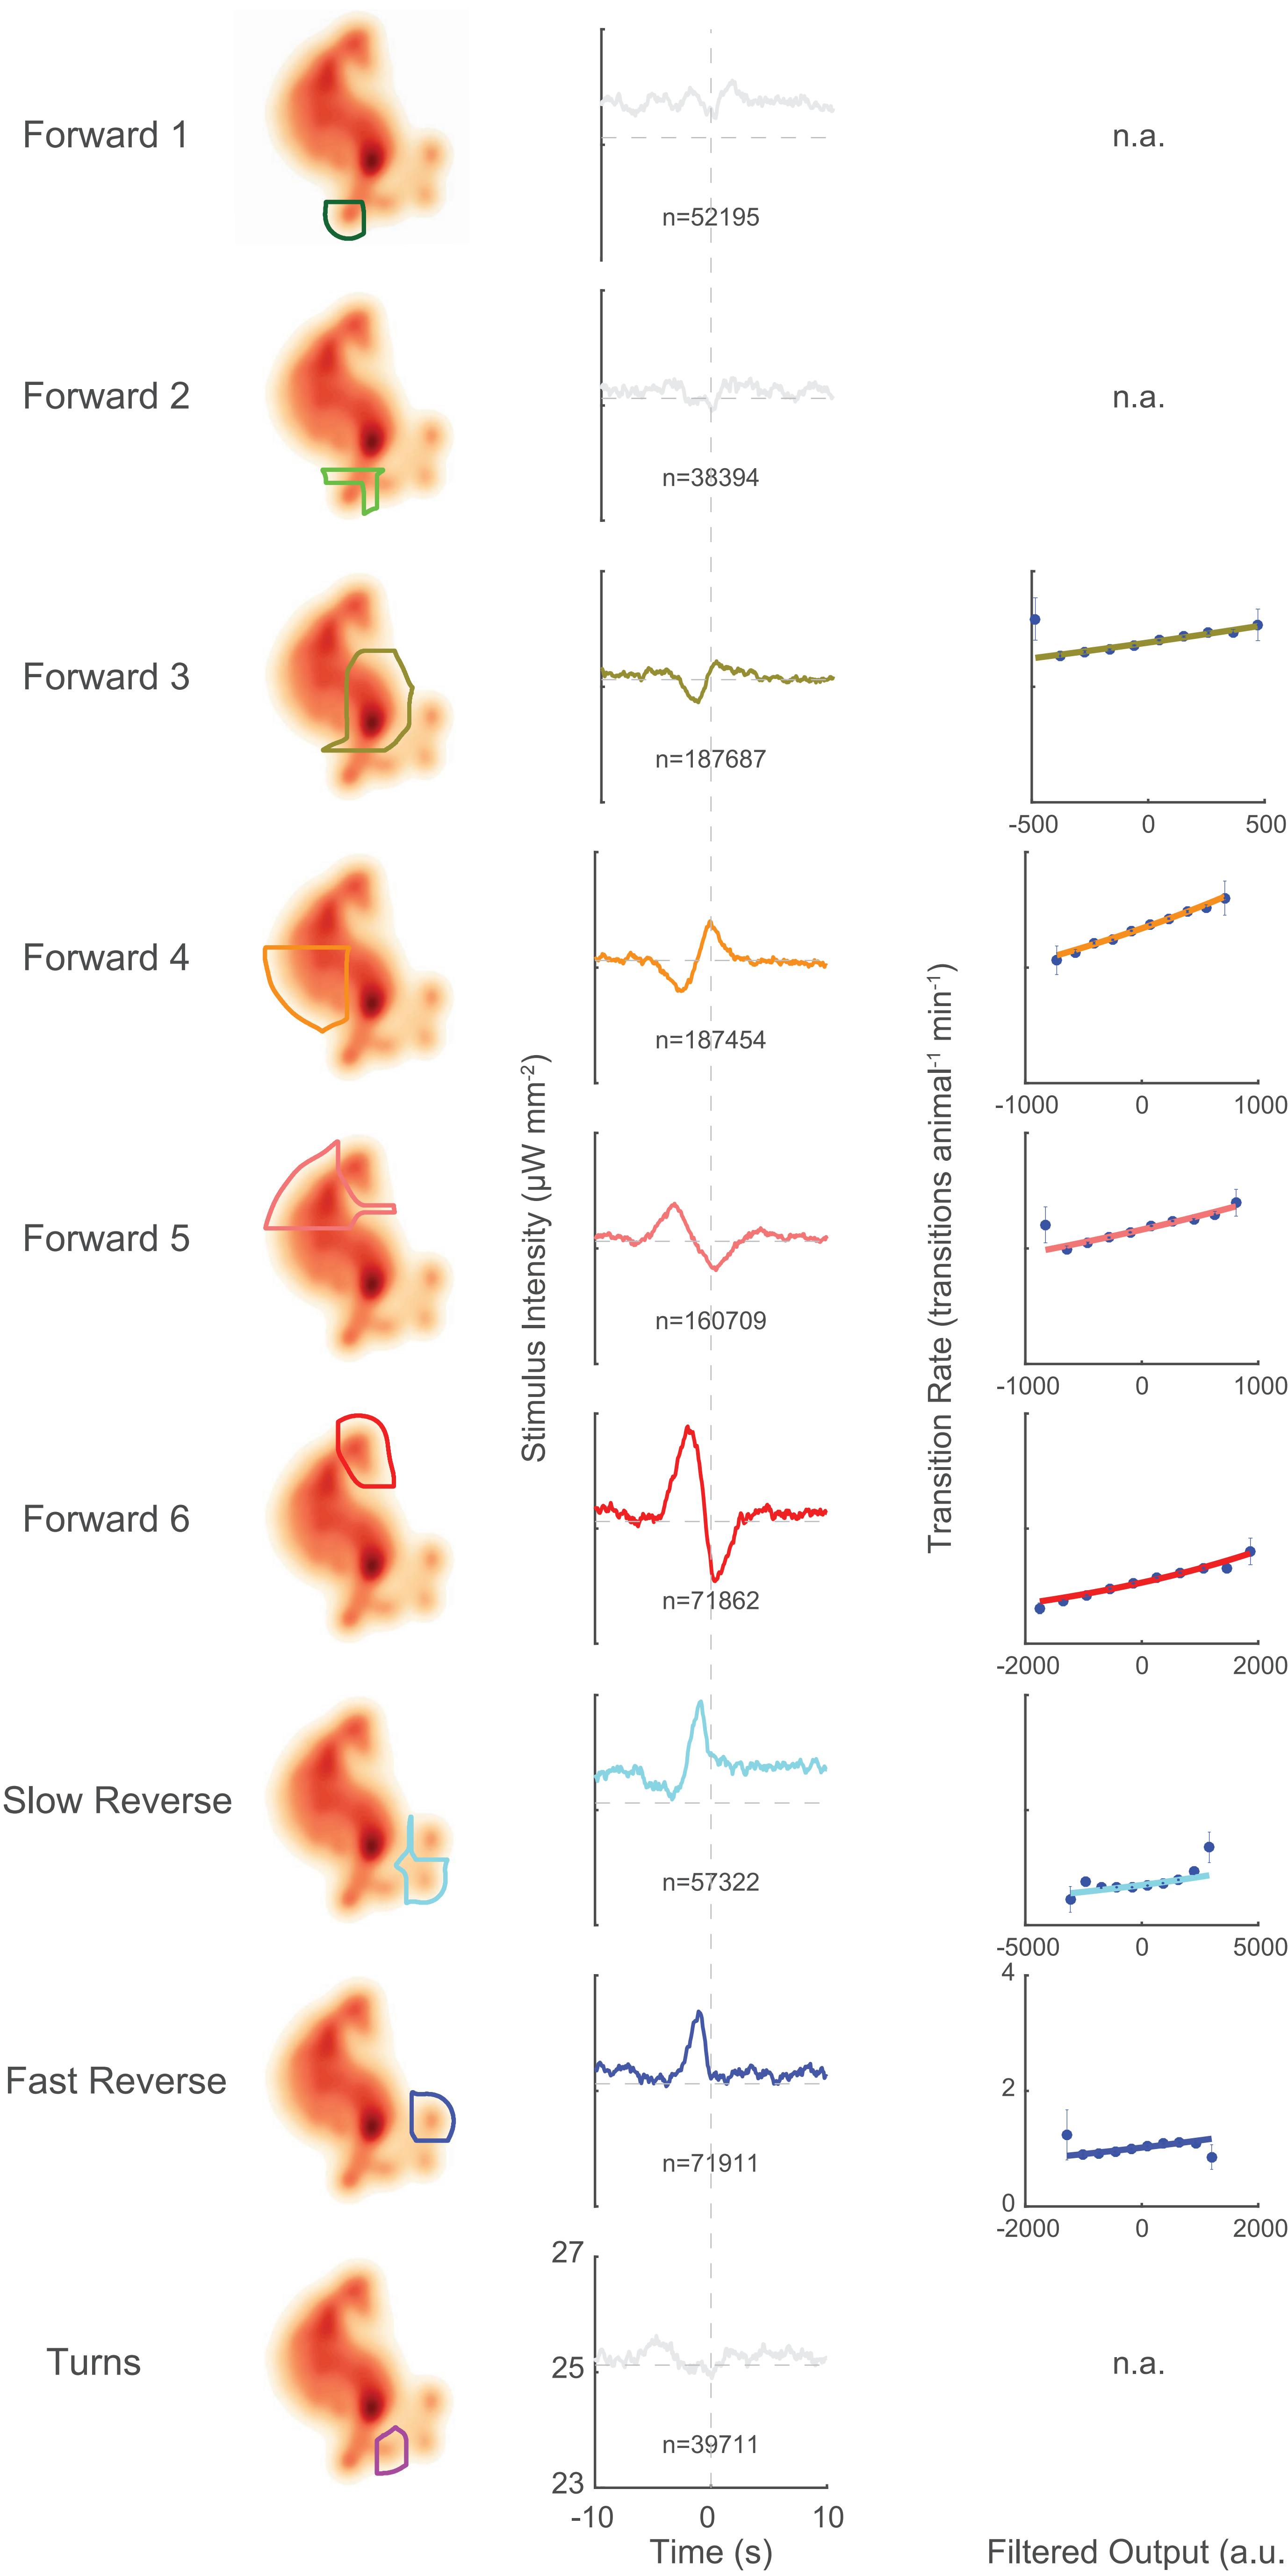 Forward 1
n=52195
n.a.
Forward 2
n=38394
n.a.
Forward 3
n=187687
-500 0 500
Forward 4
n=187454
-1000 0 1000
Stimulus Intensity (µW mm-2)
Transition Rate (transitions animal-1 min-1)
Forward 5
n=160709
-1000 0 1000
Forward 6
n=71862
-2000 0 2000
Slow Reverse
n=57322
-5000 0 5000
Fast Reverse
n=71911
4
2
0
-2000 0 2000
Turns
27
25
23
n=39711
n.a.
-10 0 10
Time (s)
Filtered Output (a.u.